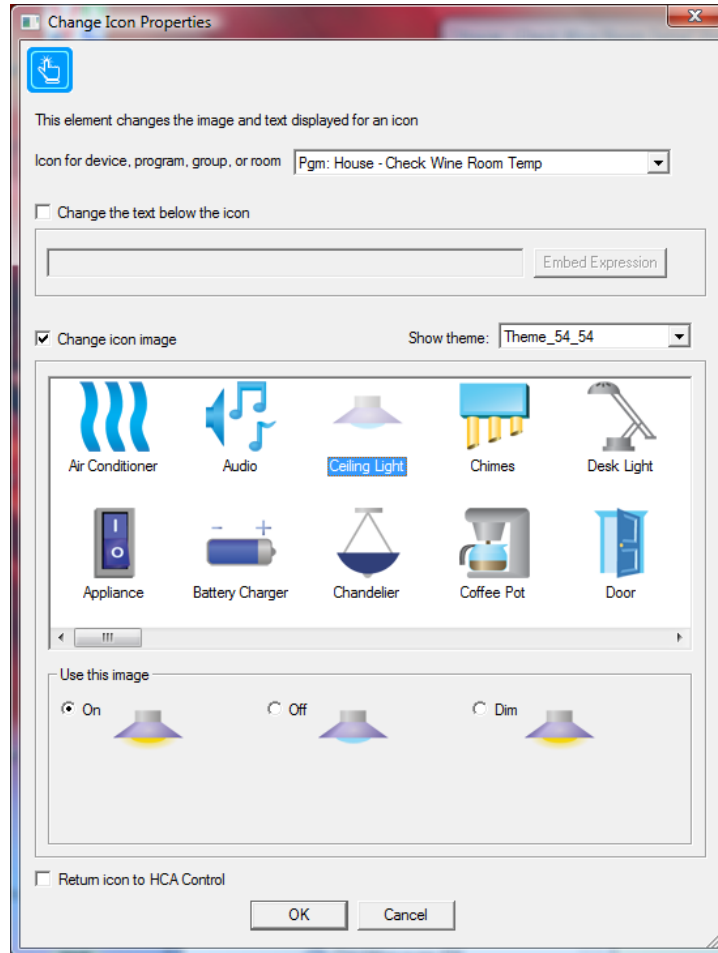 Change Icon Properties
This element changes the image and text displayed for an icon
Icon for device, program, group, or room Pgm: House - Check Wine Room Temp
Change the text below the icon
Embed Expression
Change icon image Show theme: Theme_54_54
Air Conditioner Audio Ceiling Light Chimes Desk Light
Appliance Battery Charger Chandelier Coffee Pot Door
Use this image
On Off Dim
Return icon to HCA Control
OK Cancel